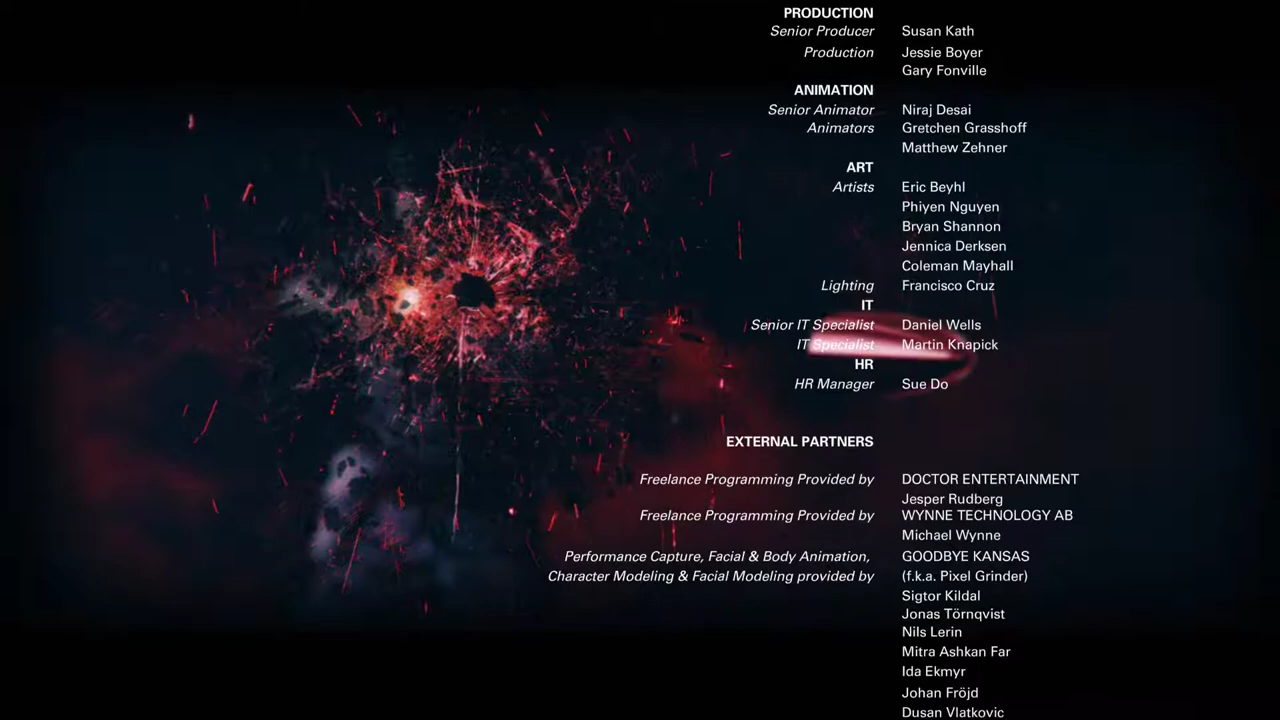 PRODUCTION
Senior Producer Susan Kath
Production Jessie Boyer
Gary Fonville
ANIMATION
Senior Animator Niraj Desai
Animators Gretchen Grasshoff
Matthew Zehner
ART
Artists Eric Beyhl
Phiyen Nguyen
Bryan Shannon
Jennica Derksen
Coleman Mayhall
Lighting Francisco Cruz
IT
Senior IT Specialist Daniel Wells
IT Specialist Martin Knapick
HR
HR Manager Sue Do
EXTERNAL PARTNERS
Freelance Programming Provided by DOCTOR ENTERTAINMENT
Jesper Rudberg
Freelance Programming Provided by WYNNE TECHNOLOGY AB
Michael Wynne
Performance Capture, Facial & Body Animation, GOODBYE KANSAS
Character Modeling & Facial Modeling provided by (f.k.a. Pixel Grinder)
Sigtor Kildal
Jonas Törnqvist
Nils Lerin
Mitra Ashkan Far
Ida Ekmyr
Johan Fröjd
Dusan Vlatkovic